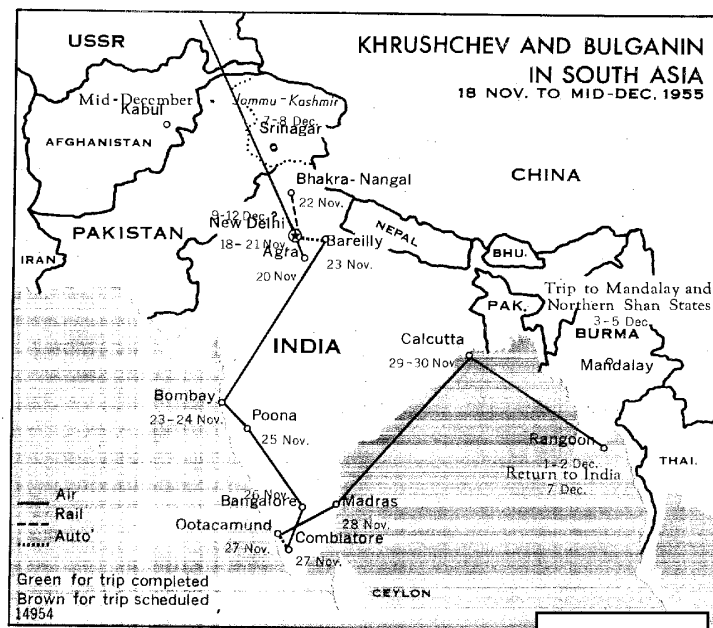 KHRUSHCHEV AND BULGANIN
IN SOUTH ASIA
18 NOV. TO MID-DEC, 1955
USSR
Mid-December
Kabul
AFGHANISTAN
Jammu-Kashmir
7-8 Dec.
Srinagar
CHINA
Bhakra-Nangal
22 Nov.
9-12 Dec.?
New Delhi
18-21 Nov.
PAKISTAN
IRAN
Agra
20 Nov
Bareilly
23 Nov.
NEPAL
BHU.
PAK.
Trip to Mandalay and
Northern Shan States
3-5 Dec.
BURMA
Mandalay
INDIA
Calcutta
29-30 Nov.
Bombay
23-24 Nov.
Poona
25 Nov.
Rangoon
1-2 Dec.
Return to India
7 Dec.
THAI.
26 Nov.
Bangalore
Madras
28 Nov.
Ootacamund
27 Nov.
Combiatore
27 Nov.
CEYLON
Air
Rail
Auto
Green for trip completed
Brown for trip scheduled
14954